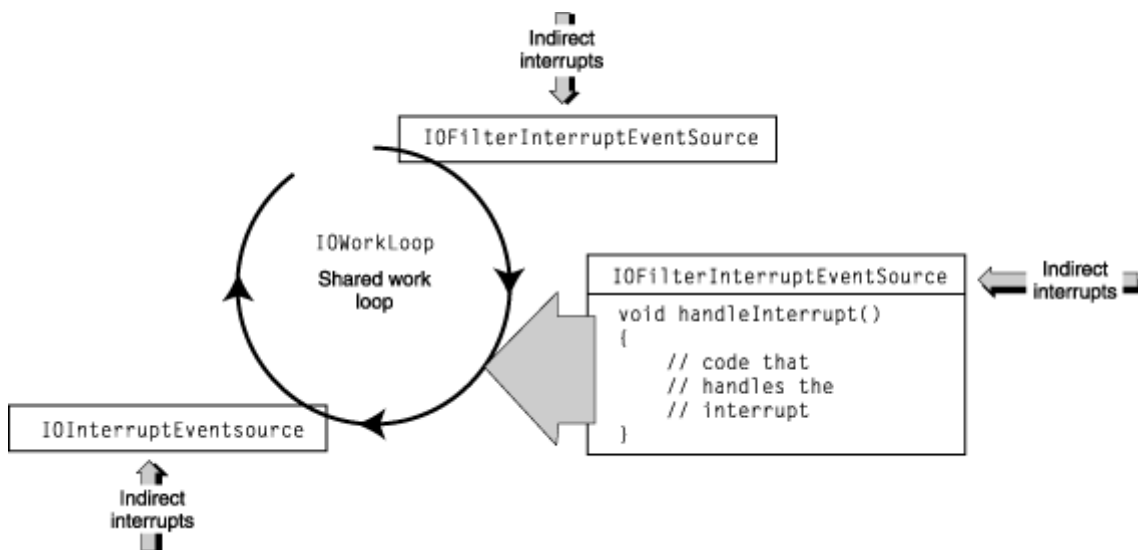 Indirect
interrupts
IOFilterInterruptEventSource
IOWorkLoop
Shared work
loop
IOFilterInterruptEventSource
void handleInterrupt()
{
// code that
// handles the
// interrupt
}
Indirect
interrupts
IOInterruptEventsource
Indirect
interrupts